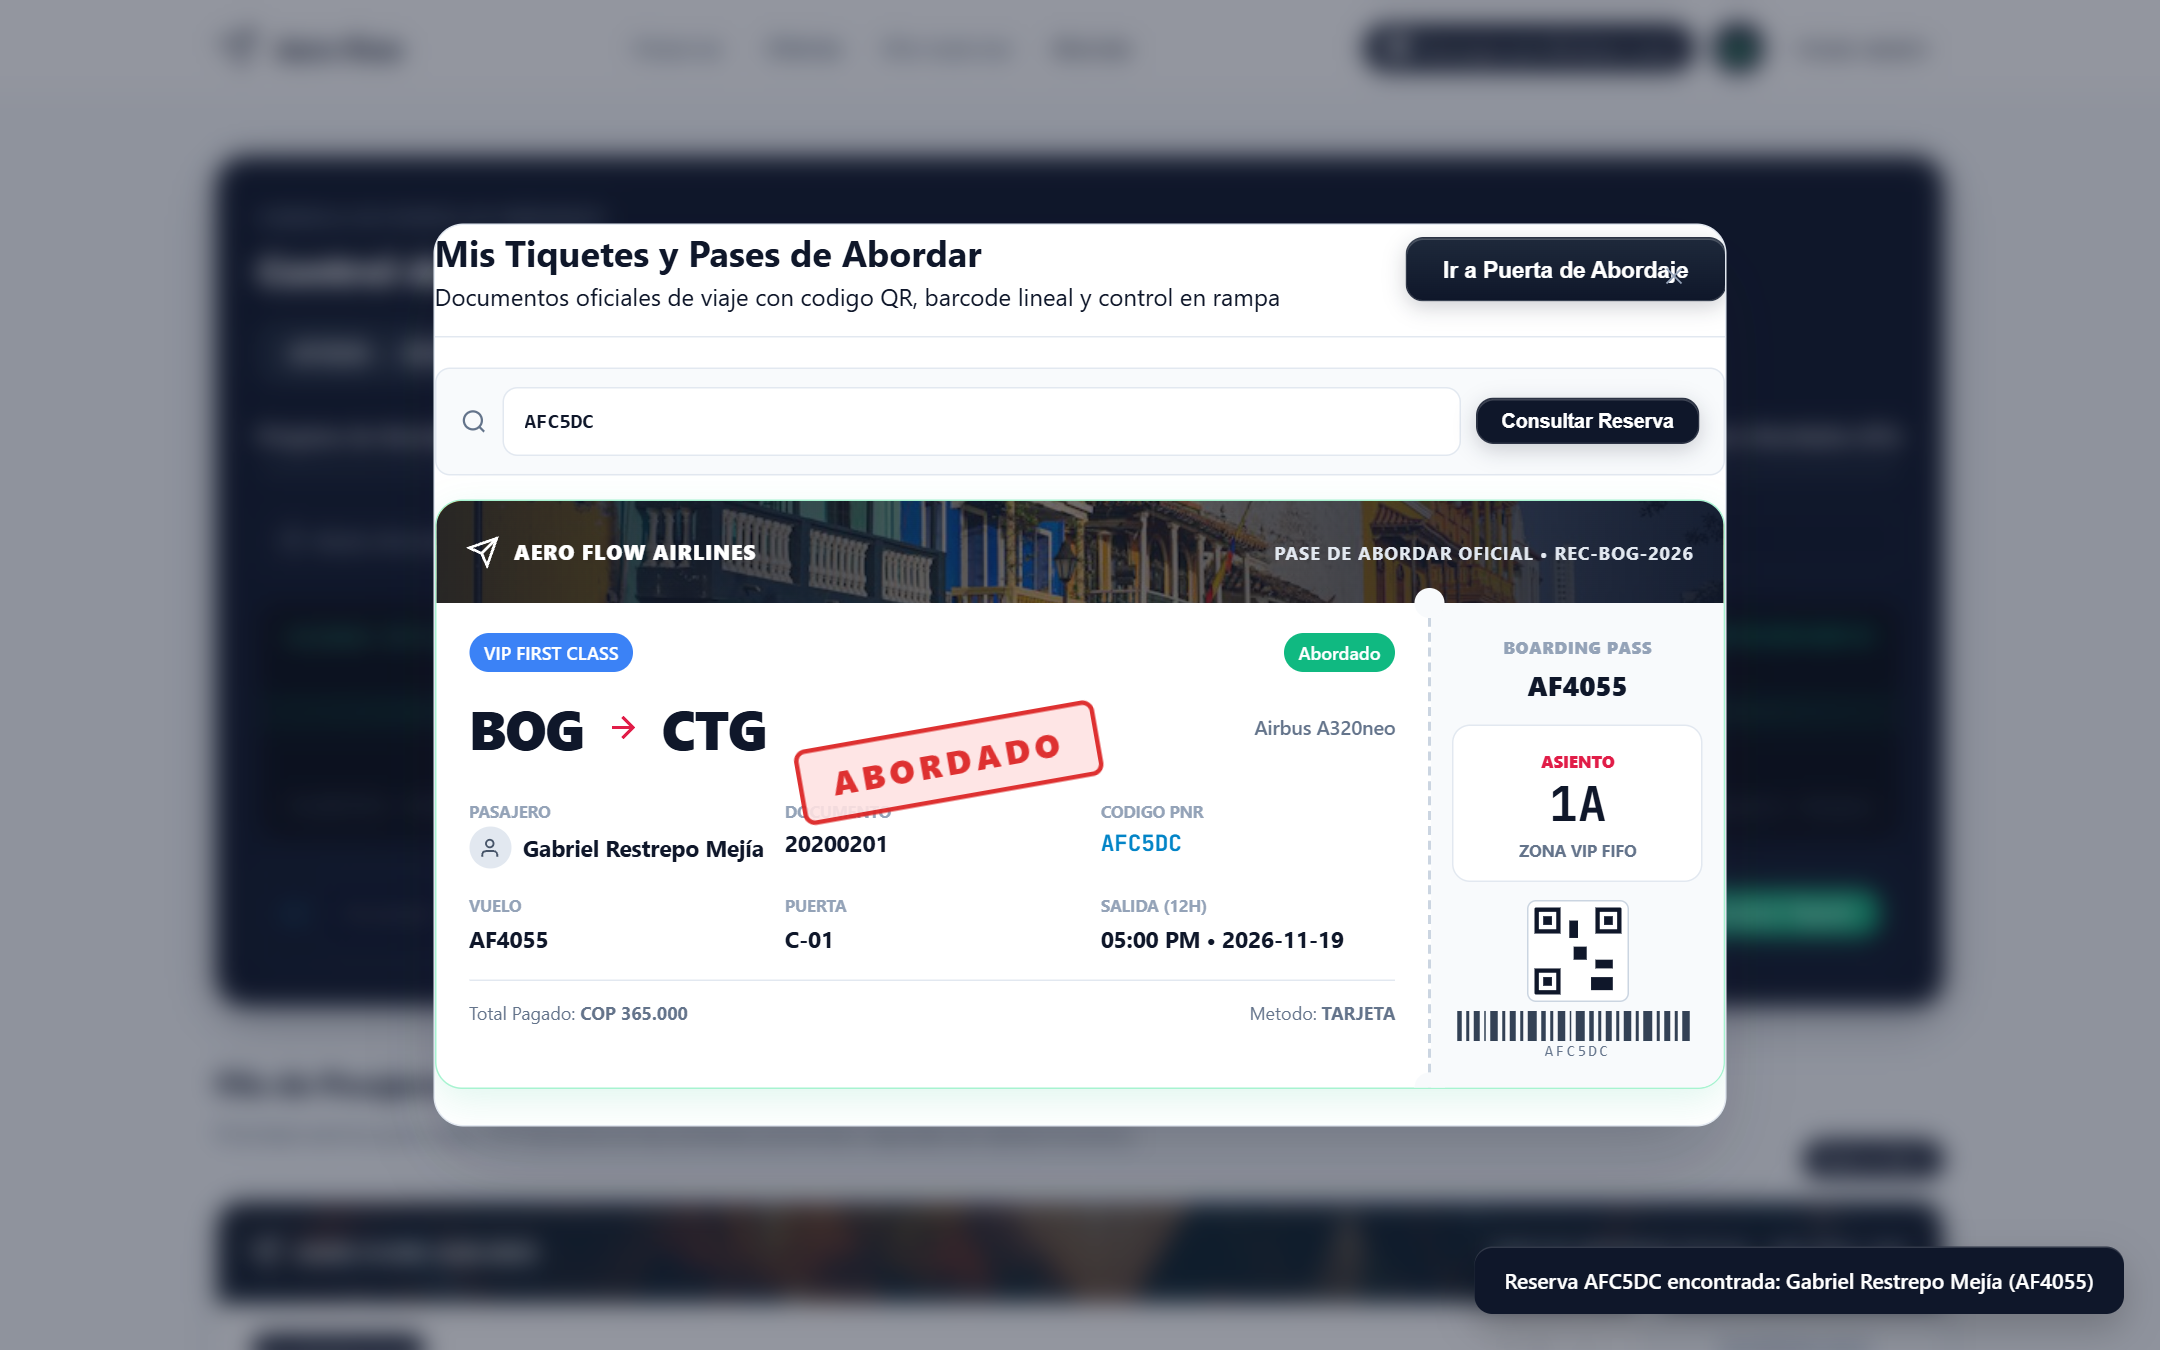 Mis Tiquetes y Pases de Abordar
Documentos oficiales de viaje con codigo QR, barcode lineal y control en rampa
Ir a Puerta de Abordaje
AFC5DC
Consultar Reserva
AERO FLOW AIRLINES
PASE DE ABORDAR OFICIAL • REC-BOG-2026
VIP FIRST CLASS
Abordado
BOG → CTG
Airbus A320neo
ABORDADO
PASAJERO
Gabriel Restrepo Mejía
DOCUMENTO
20200201
CODIGO PNR
AFC5DC
VUELO
AF4055
PUERTA
C-01
SALIDA (12H)
05:00 PM • 2026-11-19
Total Pagado: COP 365.000
Metodo: TARJETA
BOARDING PASS
AF4055
ASIENTO
1A
ZONA VIP FIFO
AFC5DC
Reserva AFC5DC encontrada: Gabriel Restrepo Mejía (AF4055)